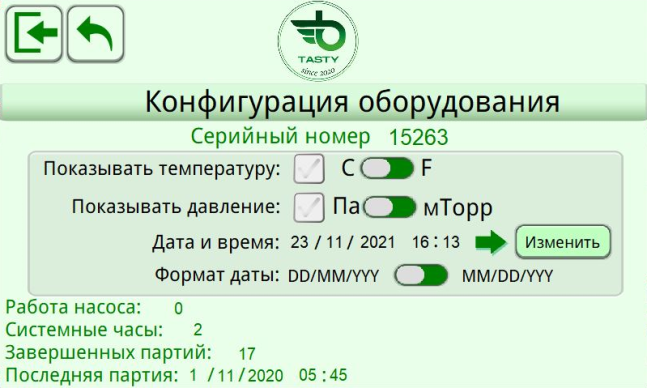 TASTY
since 2020
Конфигурация оборудования
Серийный номер 15263
Показывать температуру: C F
Показывать давление: Па мТорр
Дата и время: 23 / 11 / 2021 16 : 13 Изменить
Формат даты: DD/MM/YYY MM/DD/YYY
Работа насоса: 0
Системные часы: 2
Завершенных партий: 17
Последняя партия: 1 / 11 / 2020 05 : 45